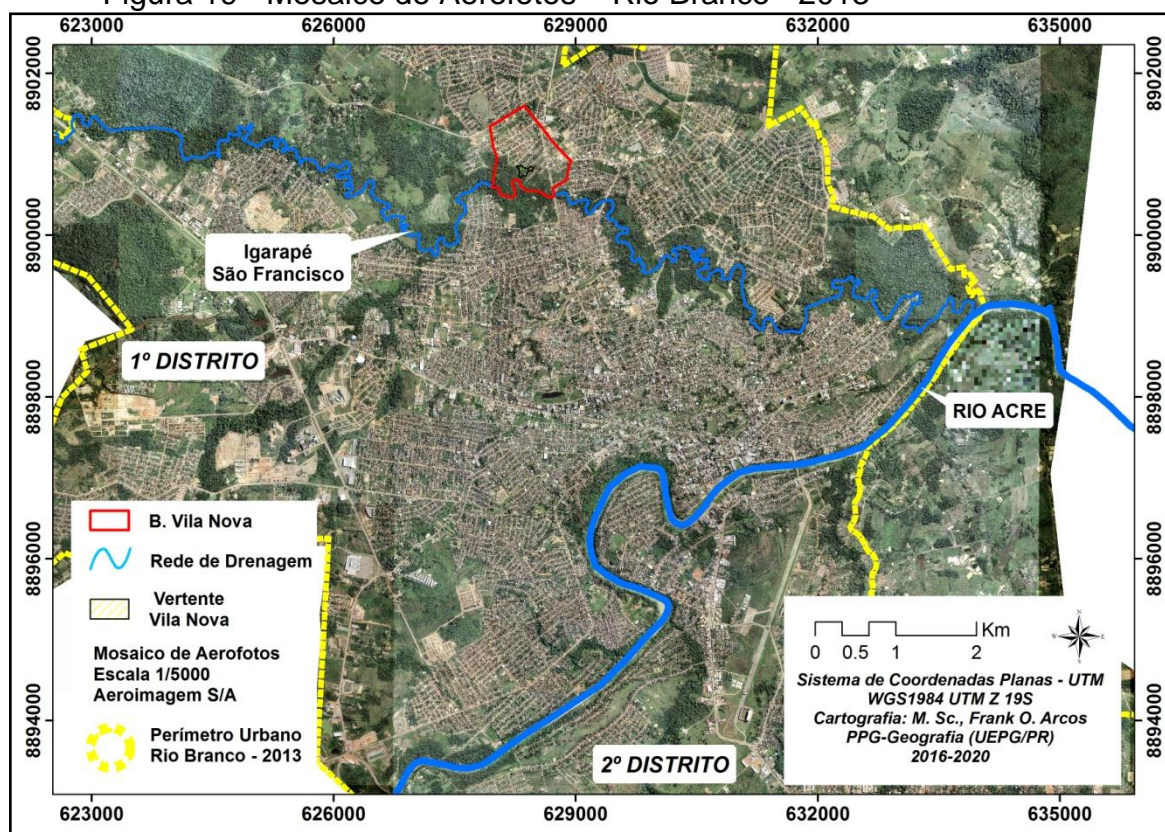 Figura 10 - Mosaico de Aerofotos – Rio Branco - 2013
623000
626000
629000
632000
635000
8902000
8902000
8900000
8900000
8898000
8898000
8896000
8896000
8894000
8894000
Igarapé
São Francisco
1º DISTRITO
RIO ACRE
2º DISTRITO
B. Vila Nova
Rede de Drenagem
Vertente
Vila Nova
Mosaico de Aerofotos
Escala 1/5000
Aeroimagem S/A
Perímetro Urbano
Rio Branco - 2013
Km
0 0.5 1 2
N
Sistema de Coordenadas Planas - UTM
WGS1984 UTM Z 19S
Cartografia: M. Sc., Frank O. Arcos
PPG-Geografia (UEPG/PR)
2016-2020
623000
626000
629000
632000
635000